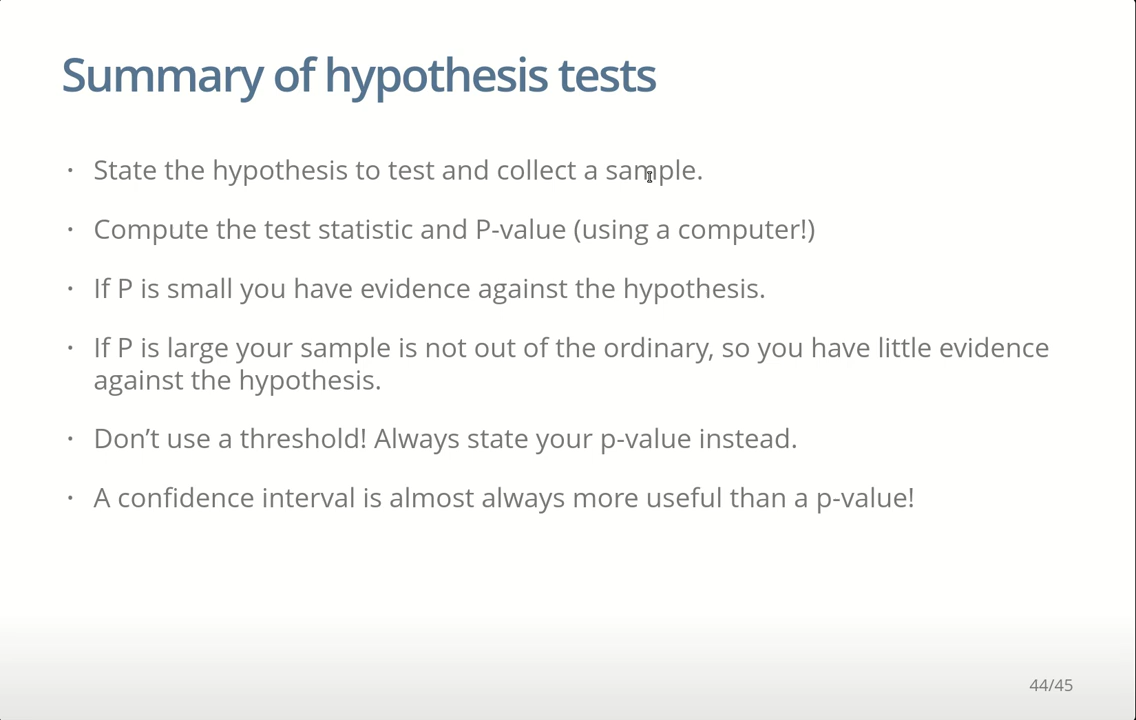 Summary of hypothesis tests
· State the hypothesis to test and collect a sample.
· Compute the test statistic and P-value (using a computer!)
· If P is small you have evidence against the hypothesis.
· If P is large your sample is not out of the ordinary, so you have little evidence
against the hypothesis.
· Don’t use a threshold! Always state your p-value instead.
· A confidence interval is almost always more useful than a p-value!
44/45